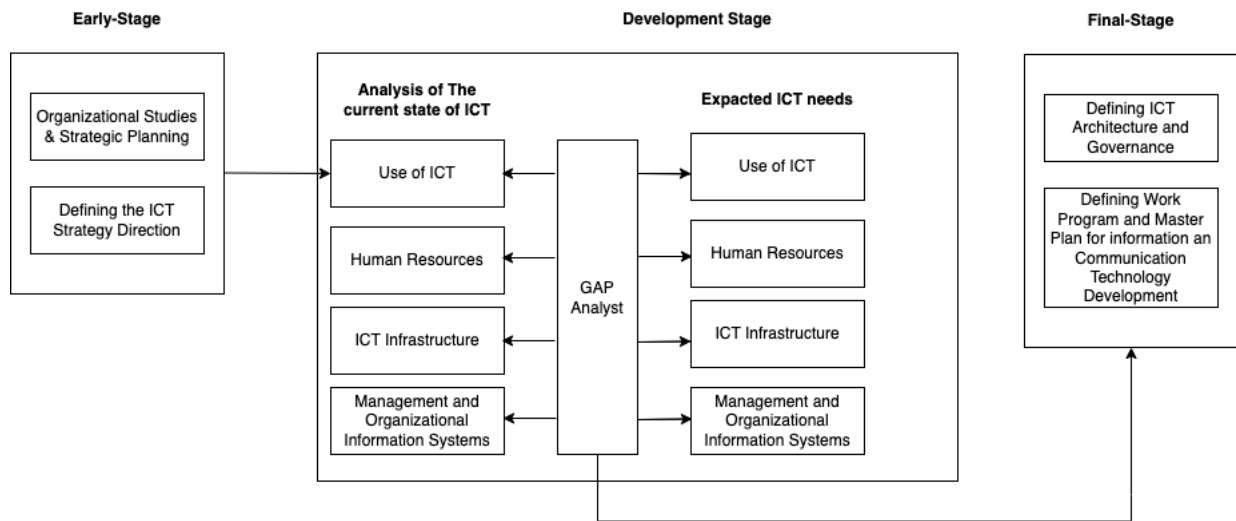 Early-Stage
Organizational Studies
& Strategic Planning
Defining the ICT
Strategy Direction
Development Stage
Analysis of The
current state of ICT
Use of ICT
Human Resources
ICT Infrastructure
Management and
Organizational
Information Systems
GAP
Analyst
Expacted ICT needs
Use of ICT
Human Resources
ICT Infrastructure
Management and
Organizational
Information Systems
Final-Stage
Defining ICT
Architecture and
Governance
Defining Work
Program and Master
Plan for information an
Communication
Technology
Development